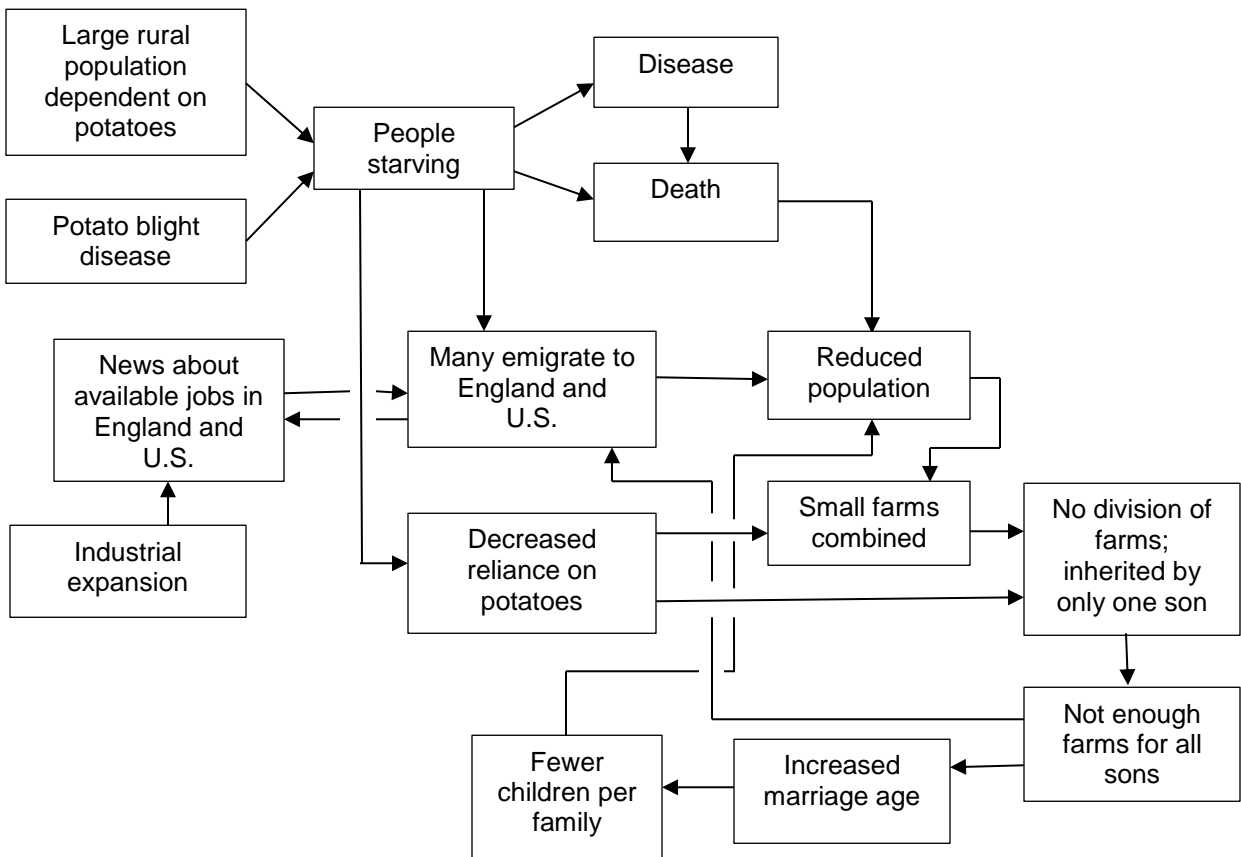 Large rural
population
dependent on
potatoes
Disease
People
starving
Death
Potato blight
disease
News about
available jobs in
England and
U.S.
Many emigrate to
England and
U.S.
Reduced
population
Small farms
combined
No division of
farms;
inherited by
only one son
Industrial
expansion
Decreased
reliance on
potatoes
Not enough
farms for all
sons
Fewer
children per
family
Increased
marriage age